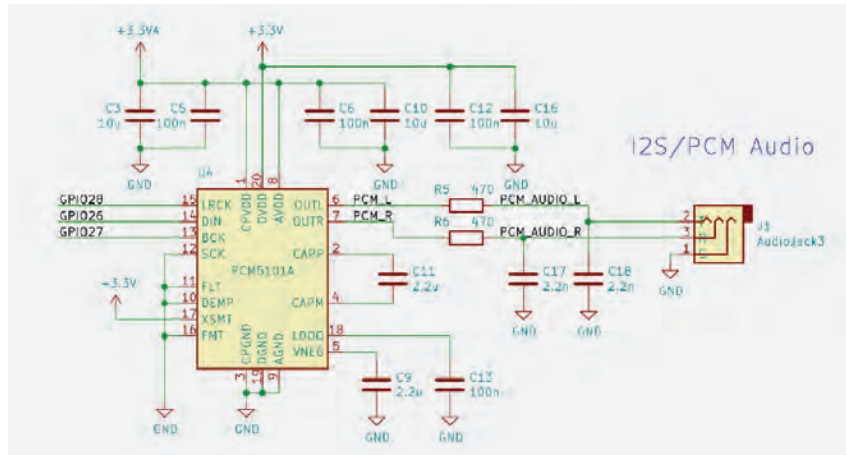 +3.3VA
+3.3V
C3
10u
C5
100n
C6
100n
C10
10u
C12
100n
C16
10u
GND
GND
GND
GND
I2S/PCM Audio
U4
1
20
8
CPVDD
DVDD
AVDD
GPIO28
15
LRCK
OUTL
6
PCM_L
R5
470
PCM_AUDIO_L
GPIO26
14
DIN
OUTR
7
PCM_R
R6
470
PCM_AUDIO_R
GPIO27
13
BCK
12
SCK
CAPP
2
PCM5101A
2
3
1
J3
AudioJack3
GND
C11
2.2u
C17
2.2n
C18
2.2n
GND
GND
+3.3V
11
FLT
10
DEMP
CAPM
4
17
XSMT
16
FMT
LDOO
18
VNEG
5
CPGND
DGND
AGND
3
19
9
C9
2.2u
C13
100n
GND
GND
GND
GND